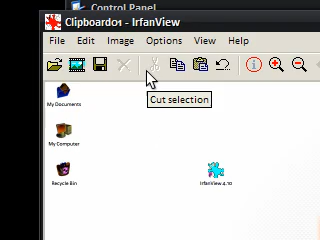 Control Panel
Clipboard01 - IrfanView
File Edit Image Options View Help
Cut selection
My Documents
My Computer
Recycle Bin
IrfanView 4.10